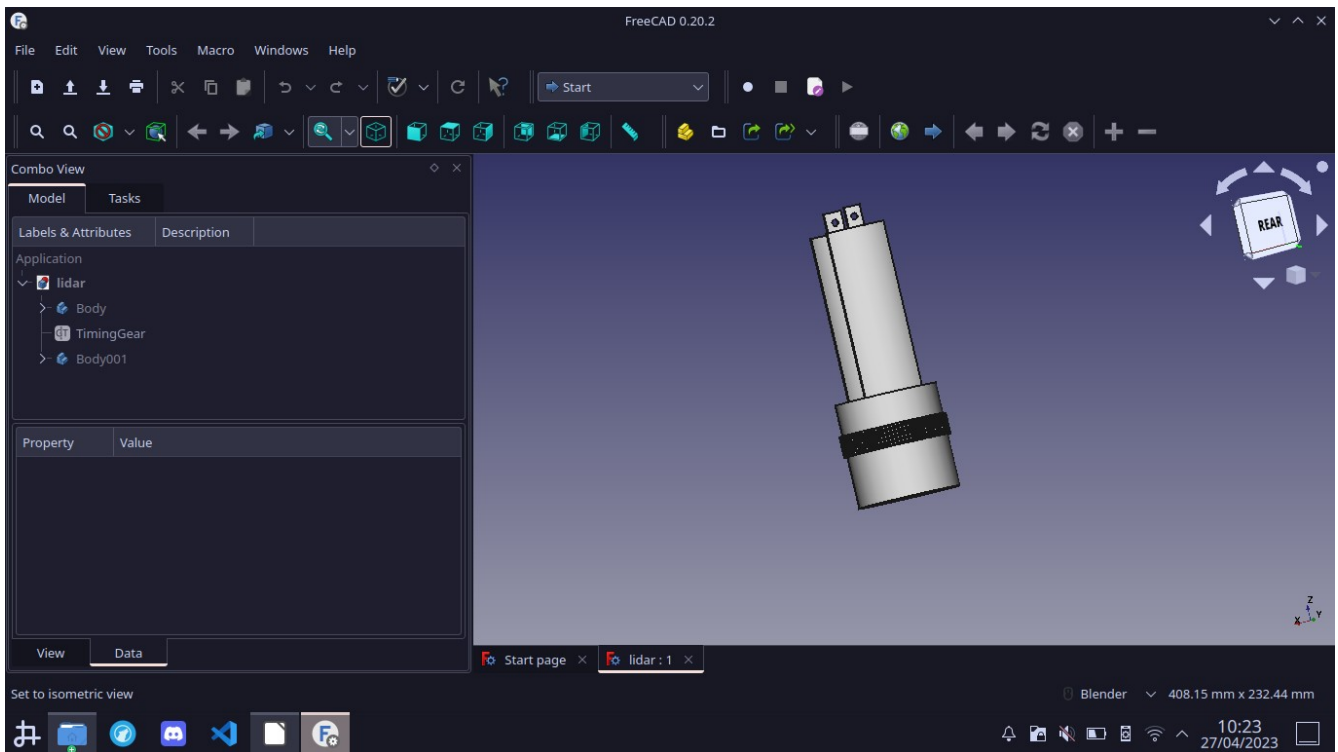 FreeCAD 0.20.2
File Edit View Tools Macro Windows Help
Start
Combo View
Model Tasks
Labels & Attributes Description
Application
lidar
Body
TimingGear
Body001
Property Value
View Data
REAR
Z
X Y
Start page lidar : 1
Set to isometric view
Blender 408.15 mm x 232.44 mm
10:23
27/04/2023